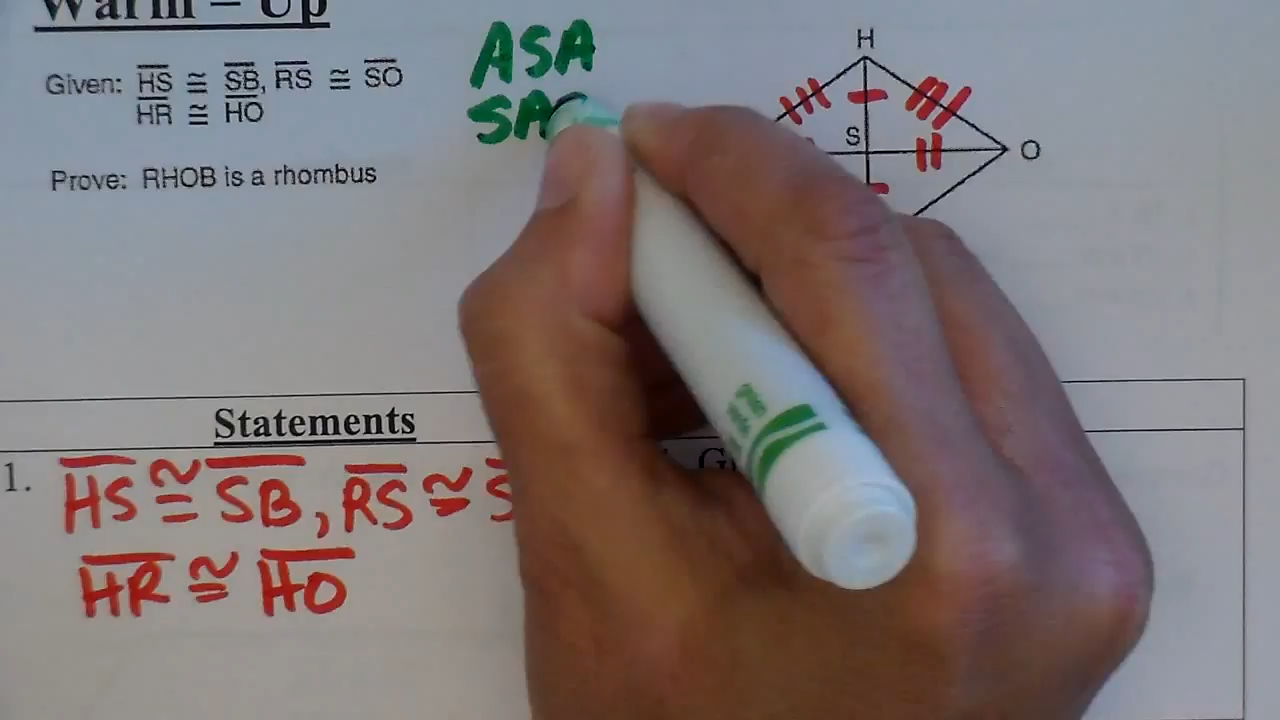 Warm – Up
Given: HS ≅ SB, RS ≅ SO
HR ≅ HO
Prove: RHOB is a rhombus
ASA
SA
H
S
O
Statements
1. HS ≅ SB, RS ≅ S
HR ≅ HO